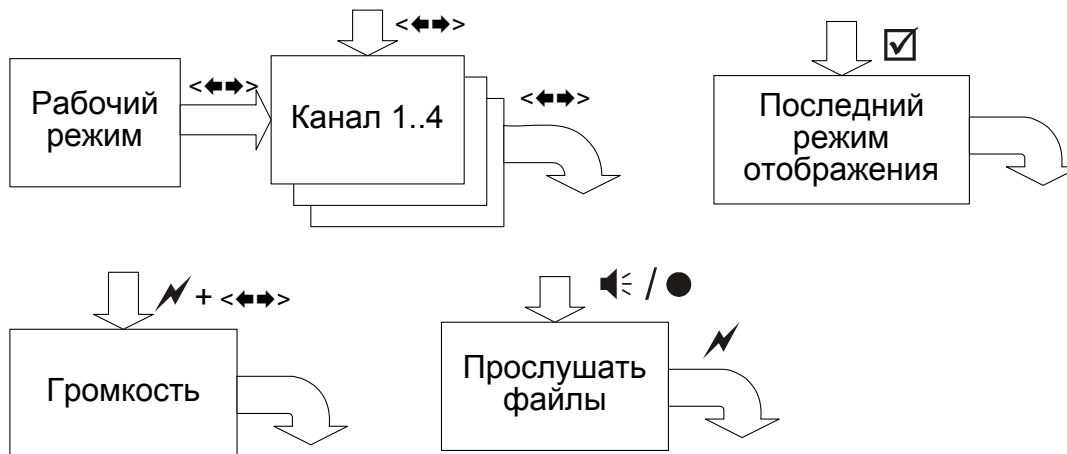 Рабочий
режим
Канал 1..4
Последний
режим
отображения
+
Громкость
/
Прослушать
файлы